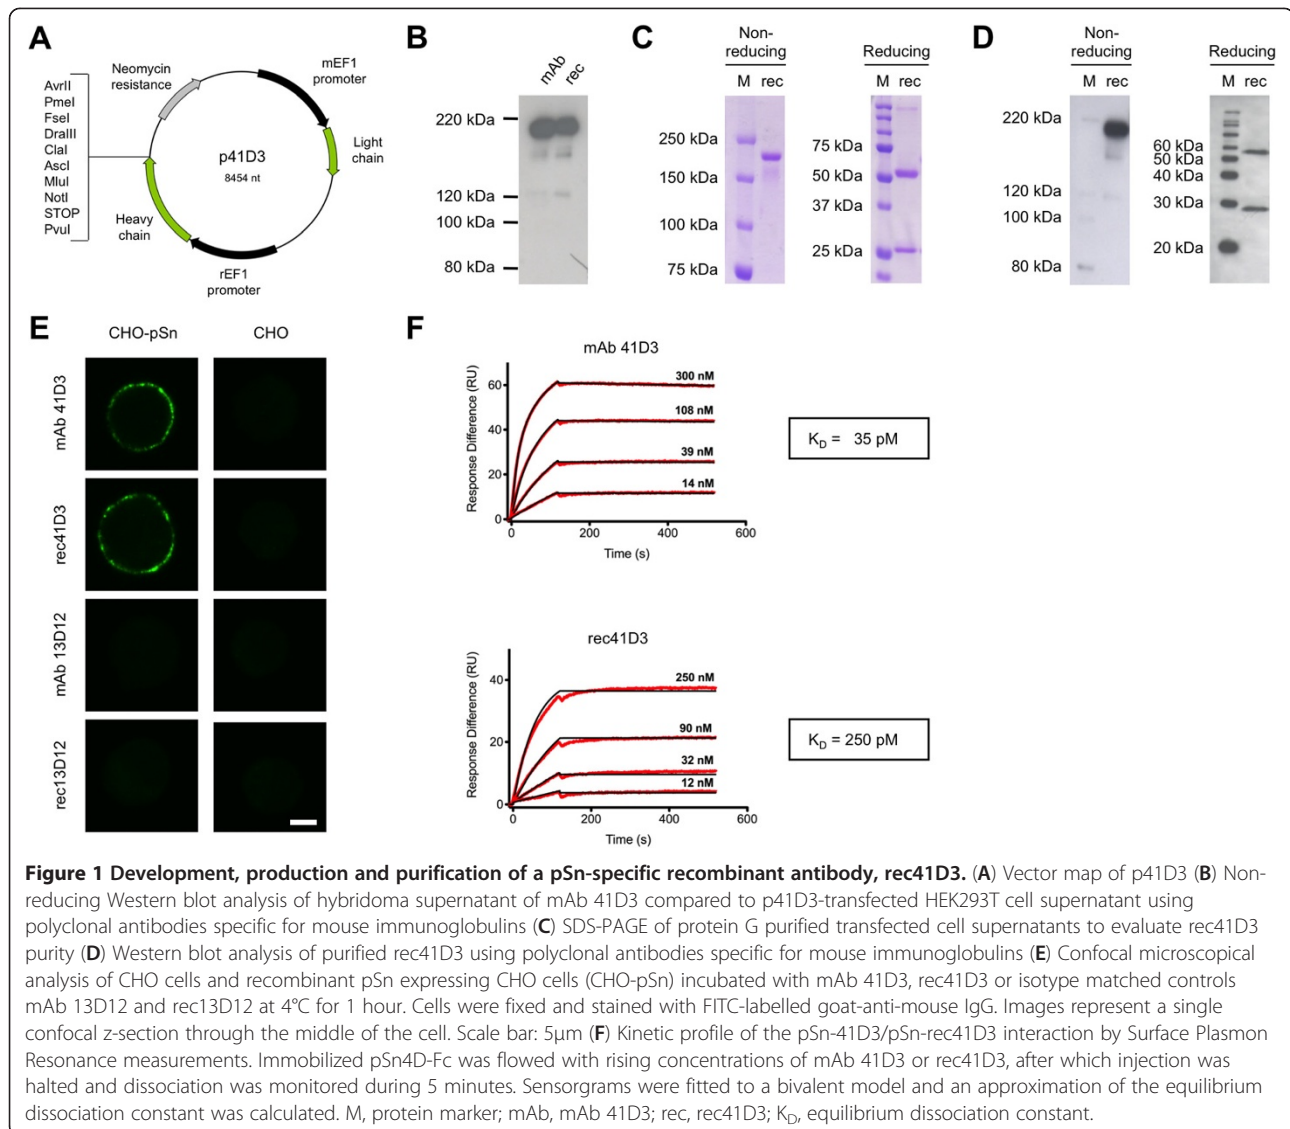 A
AvrII
PmeI
FseI
DraIII
ClaI
AscI
MluI
NotI
STOP
PvuI
Neomycin
resistance
mEF1
promoter
Light
chain
p41D3
8454 nt
Heavy
chain
rEF1
promoter
B
mAb
rec
220 kDa
120 kDa
100 kDa
80 kDa
C
Non-
reducing
M rec
250 kDa
150 kDa
100 kDa
75 kDa
Reducing
M rec
75 kDa
50 kDa
37 kDa
25 kDa
D
Non-
reducing
M rec
220 kDa
120 kDa
100 kDa
80 kDa
Reducing
M rec
60 kDa
50 kDa
40 kDa
30 kDa
20 kDa
E
CHO-pSn
CHO
mAb 41D3
rec41D3
mAb 13D12
rec13D12
F
mAb 41D3
Response Difference (RU)
60
40
20
0
300 nM
108 nM
39 nM
14 nM
0 200 400 600
Time (s)
KD = 35 pM
rec41D3
Response Difference (RU)
40
20
0
250 nM
90 nM
32 nM
12 nM
0 200 400 600
Time (s)
KD = 250 pM
Figure 1 Development, production and purification of a pSn-specific recombinant antibody, rec41D3. (A) Vector map of p41D3 (B) Non-
reducing Western blot analysis of hybridoma supernatant of mAb 41D3 compared to p41D3-transfected HEK293T cell supernatant using
polyclonal antibodies specific for mouse immunoglobulins (C) SDS-PAGE of protein G purified transfected cell supernatants to evaluate rec41D3
purity (D) Western blot analysis of purified rec41D3 using polyclonal antibodies specific for mouse immunoglobulins (E) Confocal microscopical
analysis of CHO cells and recombinant pSn expressing CHO cells (CHO-pSn) incubated with mAb 41D3, rec41D3 or isotype matched controls
mAb 13D12 and rec13D12 at 4°C for 1 hour. Cells were fixed and stained with FITC-labelled goat-anti-mouse IgG. Images represent a single
confocal z-section through the middle of the cell. Scale bar: 5μm (F) Kinetic profile of the pSn-41D3/pSn-rec41D3 interaction by Surface Plasmon
Resonance measurements. Immobilized pSn4D-Fc was flowed with rising concentrations of mAb 41D3 or rec41D3, after which injection was
halted and dissociation was monitored during 5 minutes. Sensorgrams were fitted to a bivalent model and an approximation of the equilibrium
dissociation constant was calculated. M, protein marker; mAb, mAb 41D3; rec, rec41D3; KD, equilibrium dissociation constant.